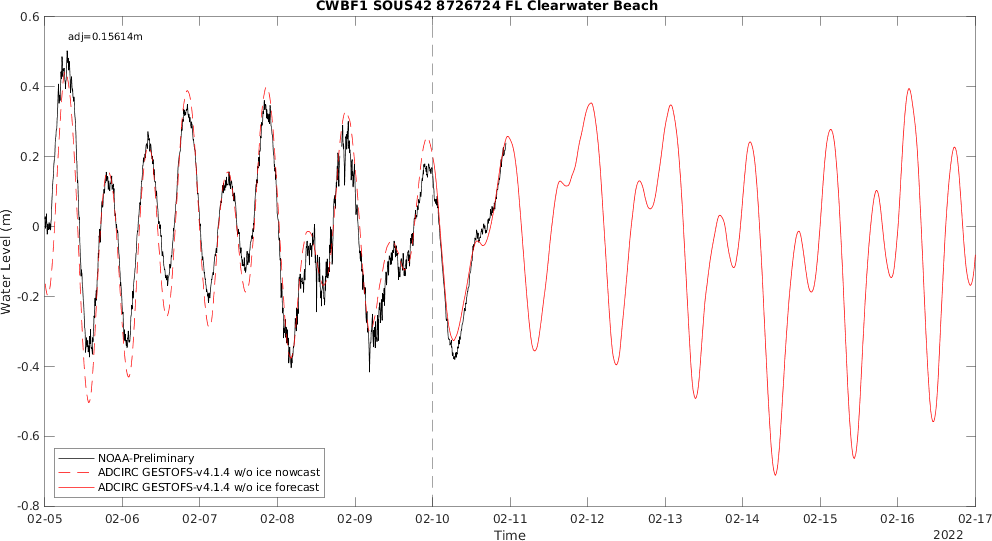 CWBF1 SOUS42 8726724 FL Clearwater Beach
adj=0.15614m
0.6
0.4
0.2
0
-0.2
-0.4
-0.6
-0.8
Water Level (m)
NOAA-Preliminary
ADCIRC GESTOFS-v4.1.4 w/o ice nowcast
ADCIRC GESTOFS-v4.1.4 w/o ice forecast
02-05 02-06 02-07 02-08 02-09 02-10 02-11 02-12 02-13 02-14 02-15 02-16 02-17
Time
2022